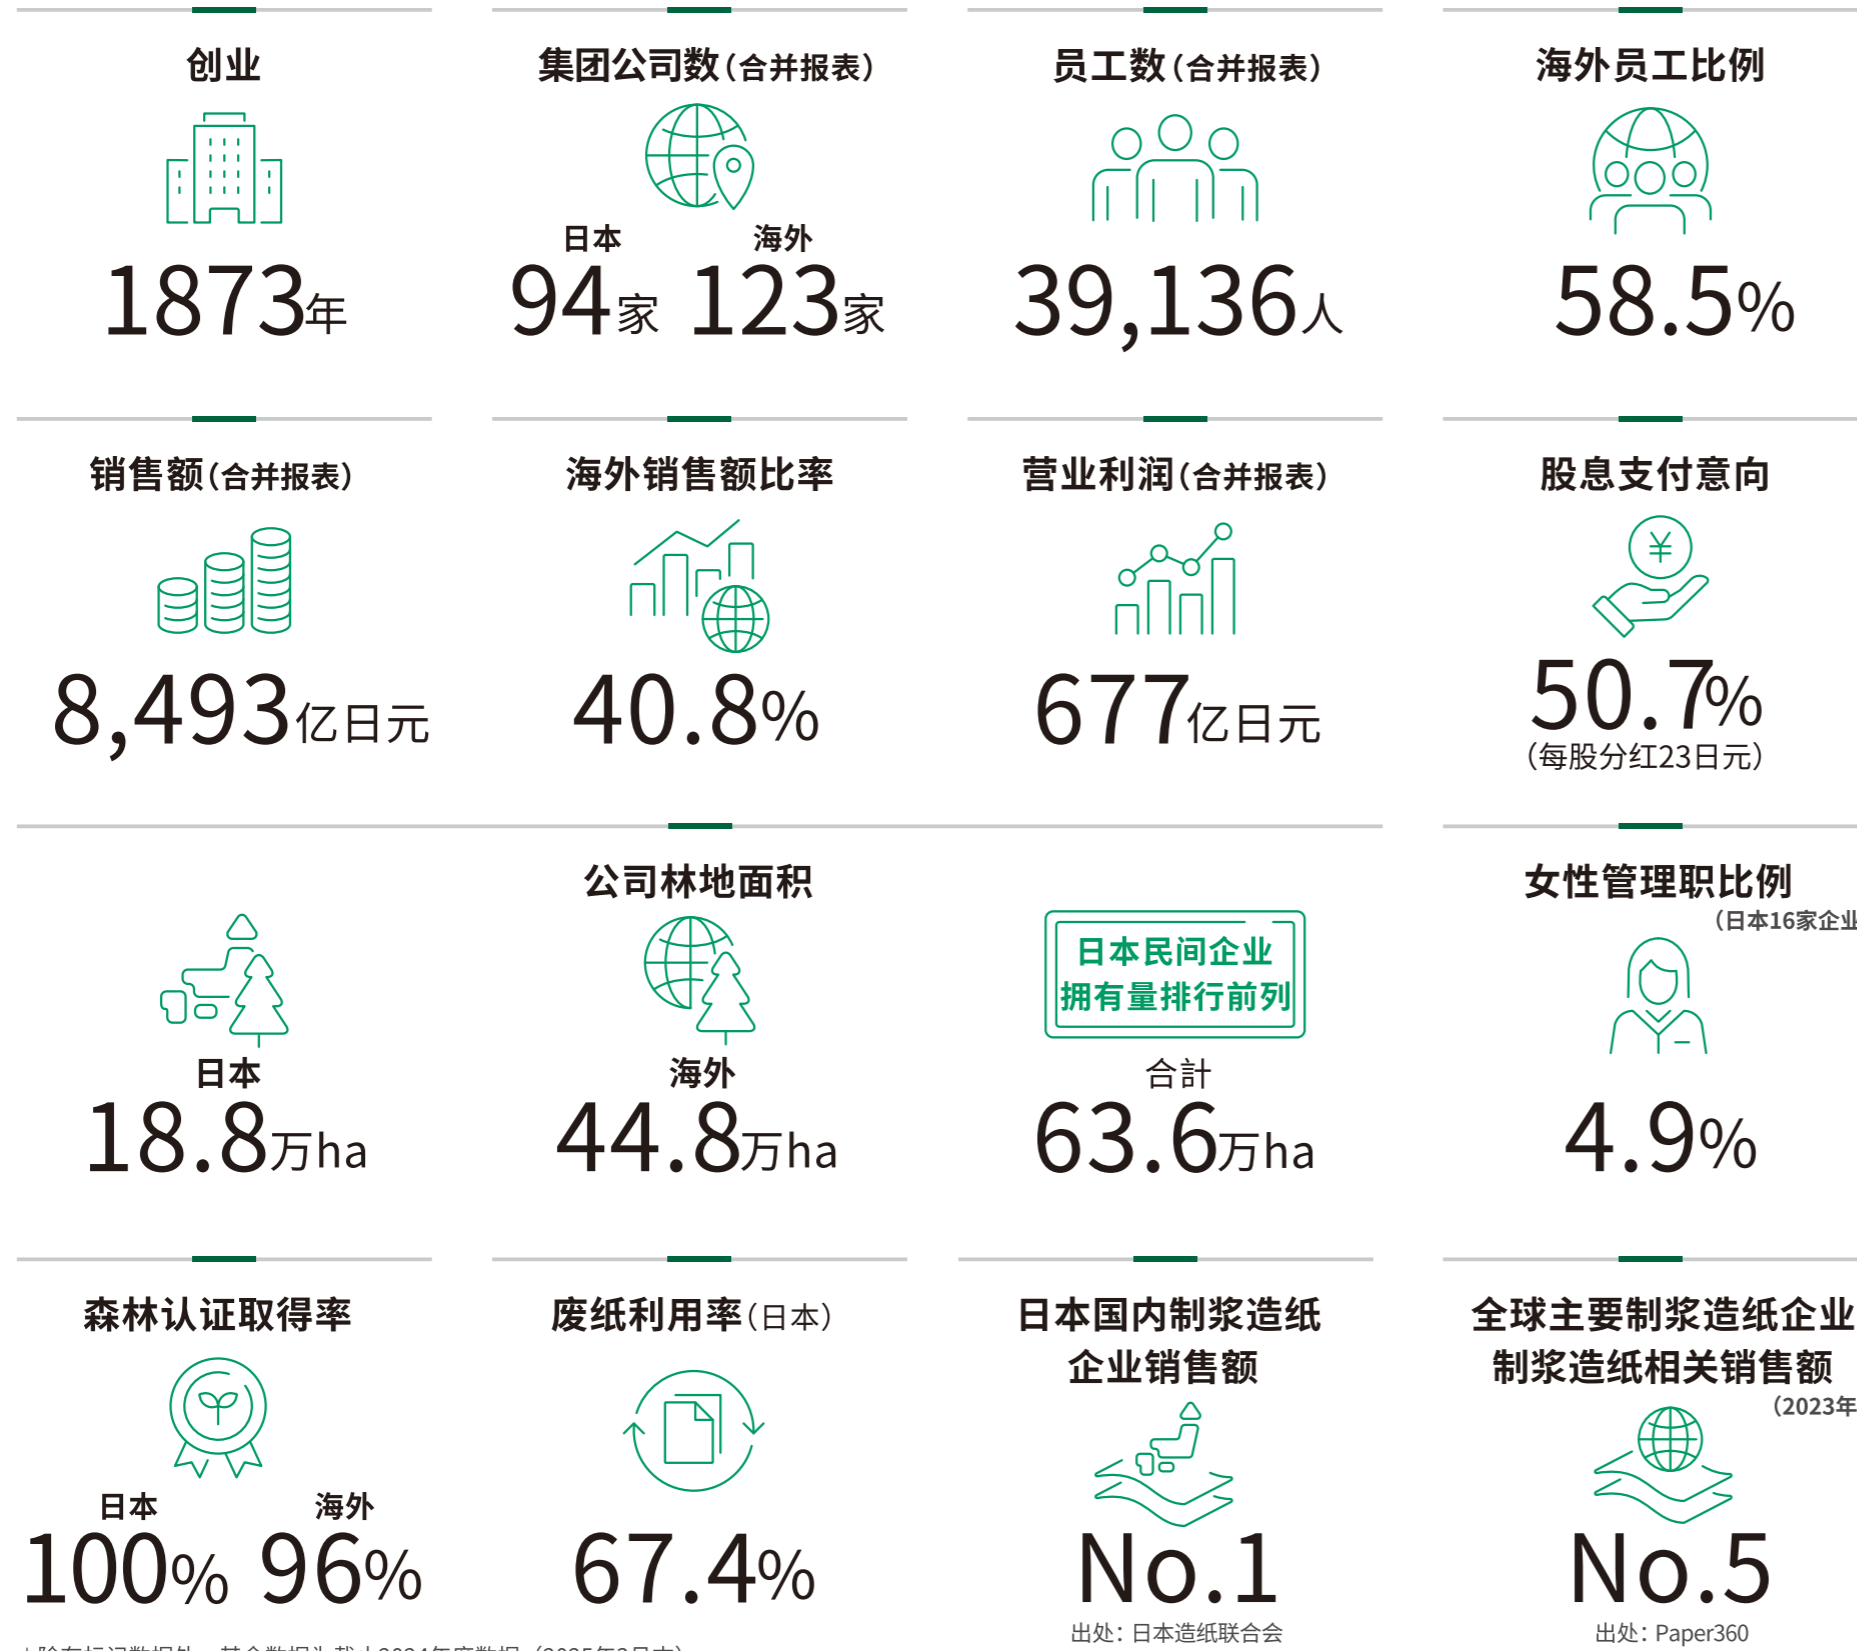 创业
1873年
集团公司数(合并报表)
日本 海外
94家 123家
员工数(合并报表)
39,136人
海外员工比例
58.5%
销售额(合并报表)
8,493亿日元
海外销售额比率
40.8%
营业利润(合并报表)
677亿日元
股息支付意向
¥
50.7%
(每股分红23日元)
公司林地面积
日本
18.8万ha
海外
44.8万ha
日本民间企业
拥有量排行前列
合計
63.6万ha
女性管理职比例
(日本16家企业
4.9%
森林认证取得率
日本 海外
100% 96%
废纸利用率(日本)
67.4%
日本国内制浆造纸
企业销售额
No.1
出处：日本造纸联合会
全球主要制浆造纸企业
制浆造纸相关销售额
(2023年
No.5
出处：Paper360